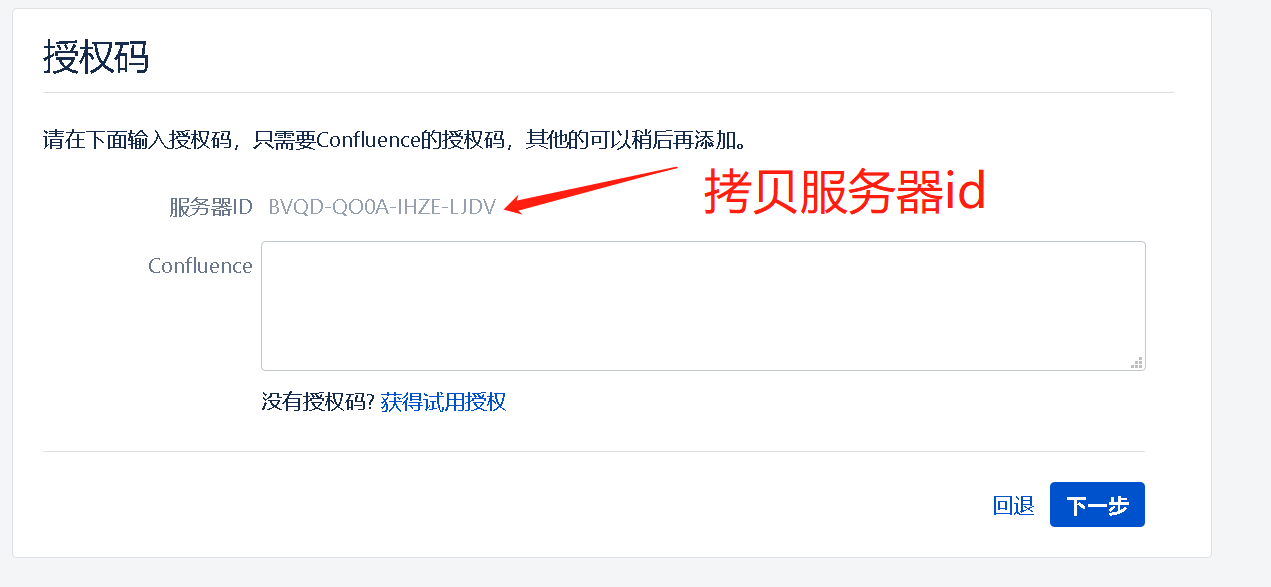 授权码
请在下面输入授权码，只需要Confluence的授权码，其他的可以稍后再添加。
服务器ID BVQD-QO0A-IHZE-LJDV
拷贝服务器id
Confluence
没有授权码? 获得试用授权
回退 下一步